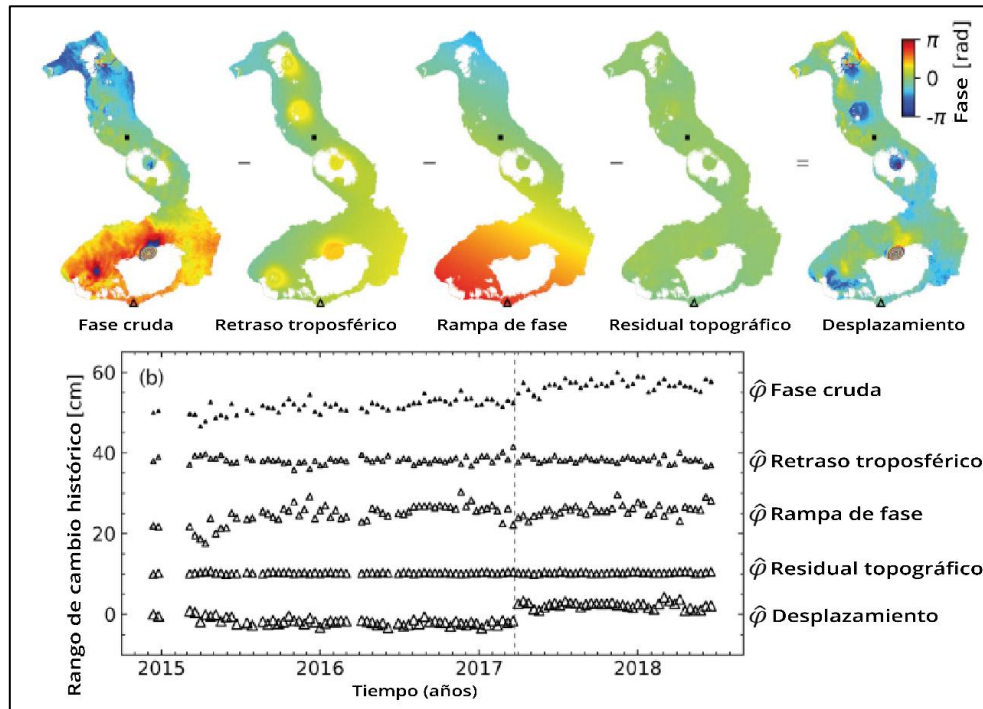 π
0
-π
Fase [rad]
−
−
−
=
Fase cruda
Retraso troposférico
Rampa de fase
Residual topográfico
Desplazamiento
(b)
Rango de cambio histórico [cm]
60
40
20
0
φ̂ Fase cruda
φ̂ Retraso troposférico
φ̂ Rampa de fase
φ̂ Residual topográfico
φ̂ Desplazamiento
2015
2016
2017
2018
Tiempo (años)